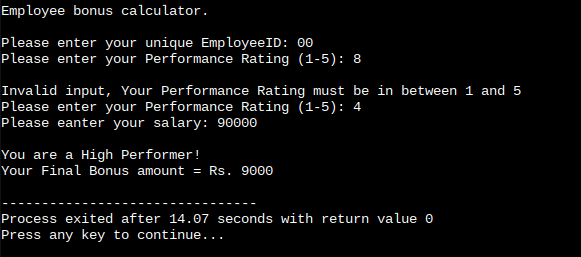 Employee bonus calculator.
Please enter your unique EmployeeID: 00
Please enter your Performance Rating (1-5): 8
Invalid input, Your Performance Rating must be in between 1 and 5
Please enter your Performance Rating (1-5): 4
Please eanter your salary: 90000
You are a High Performer!
Your Final Bonus amount = Rs. 9000
--------------------------------
Process exited after 14.07 seconds with return value 0
Press any key to continue...